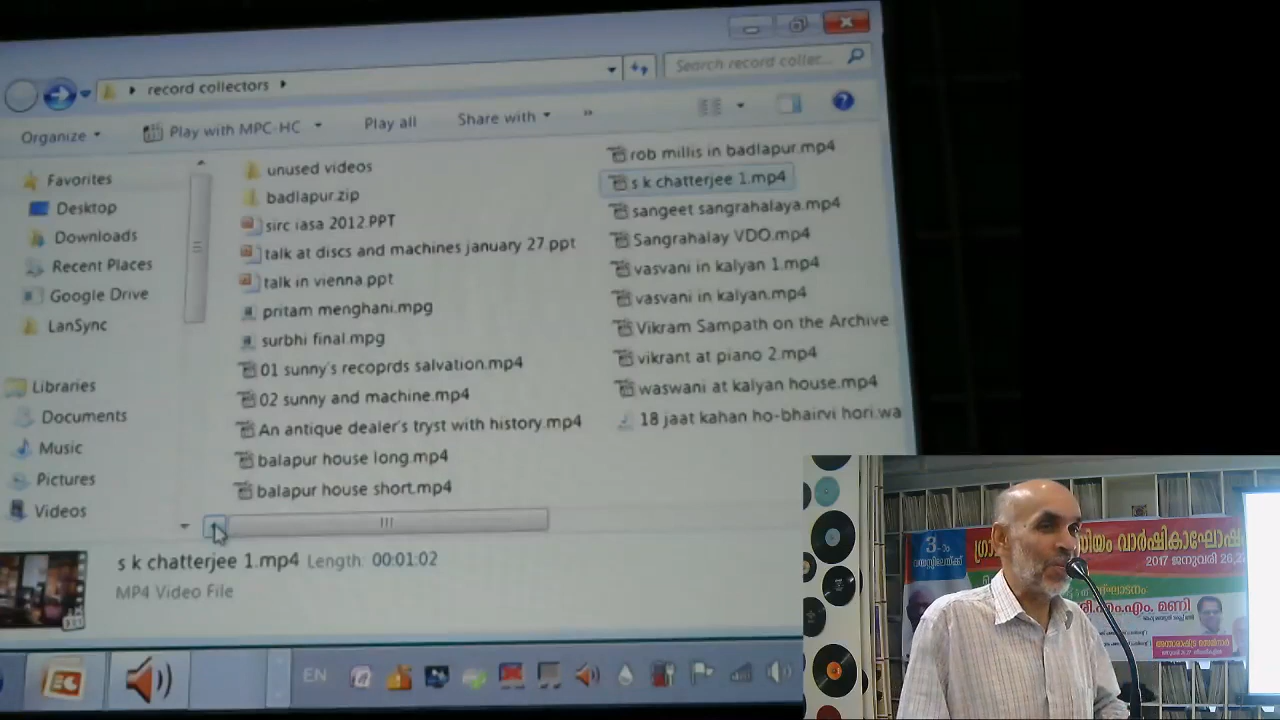 record collectors
Search record collec...
Organize
Play with MPC-HC
Play all
Share with
»
Favorites
Desktop
Downloads
Recent Places
Google Drive
LanSync
Libraries
Documents
Music
Pictures
Videos
unused videos
badlapur.zip
sirc iasa 2012.PPT
talk at discs and machines january 27.ppt
talk in vienna.ppt
pritam menghani.mpg
surbhi final.mpg
01 sunny's recoprds salvation.mp4
02 sunny and machine.mp4
An antique dealer's tryst with history.mp4
balapur house long.mp4
balapur house short.mp4
rob millis in badlapur.mp4
s k chatterjee 1.mp4
sangeet sangrahalaya.mp4
Sangrahalay VDO.mp4
vasvani in kalyan 1.mp4
vasvani in kalyan.mp4
Vikram Sampath on the Archive
vikrant at piano 2.mp4
waswani at kalyan house.mp4
18 jaat kahan ho-bhairvi hori.wa
s k chatterjee 1.mp4 Length: 00:01:02
MP4 Video File
EN
3-ാം
വാർഷികാഘോഷ
2017 ജനുവരി 26,2
എം.എം. മണി